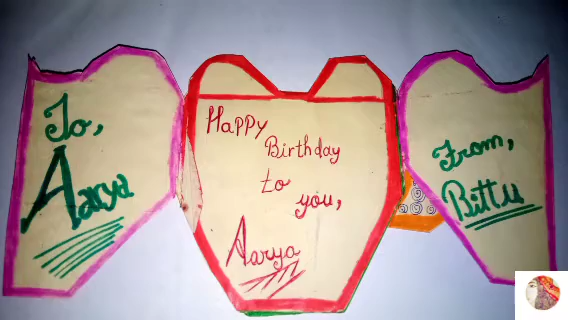 To,
Aarya
Happy
Birthday
to
you,
Aarya
From,
Bittu